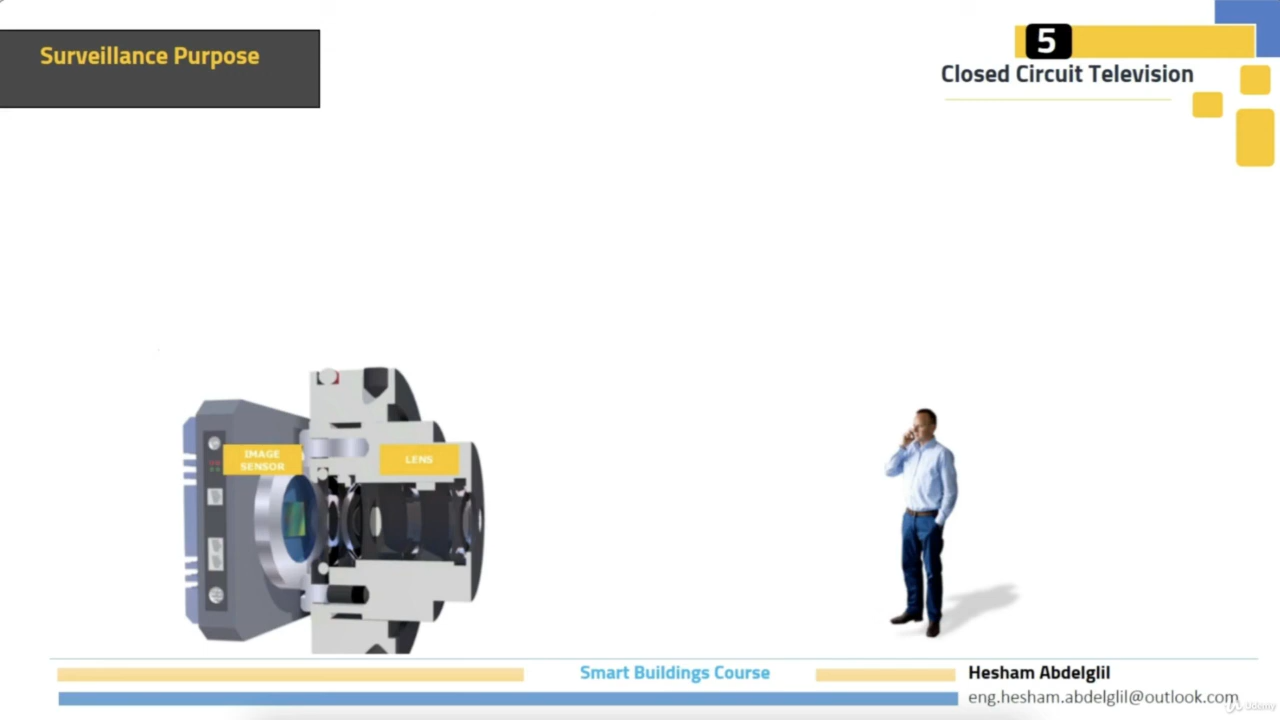 Surveillance Purpose
5
Closed Circuit Television
IMAGE
SENSOR
LENS
Smart Buildings Course
Hesham Abdelglil
eng.hesham.abdelglil@outlook.com
Udemy